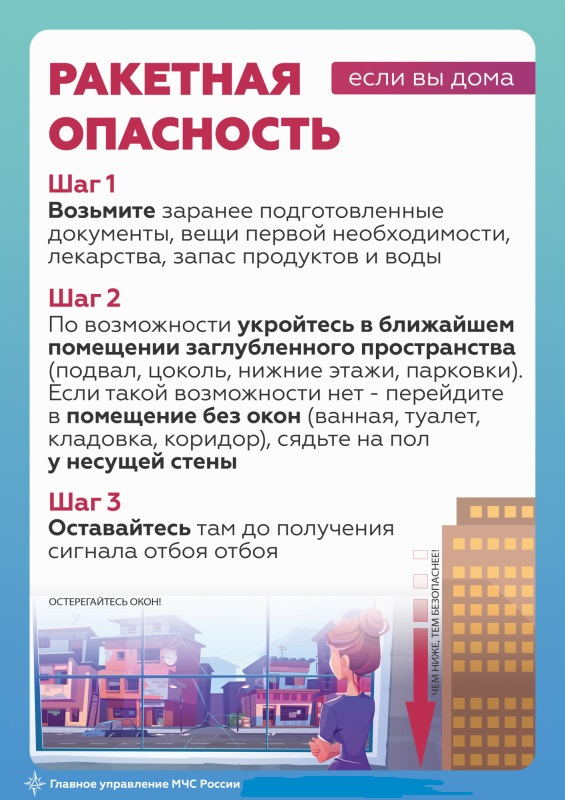 РАКЕТНАЯ
если вы дома
ОПАСНОСТЬ
Шаг 1
Возьмите заранее подготовленные
документы, вещи первой необходимости,
лекарства, запас продуктов и воды
Шаг 2
По возможности укройтесь в ближайшем
помещении заглубленного пространства
(подвал, цоколь, нижние этажи, парковки).
Если такой возможности нет - перейдите
в помещение без окон (ванная, туалет,
кладовка, коридор), сядьте на пол
у несущей стены
Шаг 3
Оставайтесь там до получения
сигнала отбоя отбоя
ОСТЕРЕГАЙТЕСЬ ОКОН!
ЧЕМ НИЖЕ, ТЕМ БЕЗОПАСНЕЕ!
Главное управление МЧС России